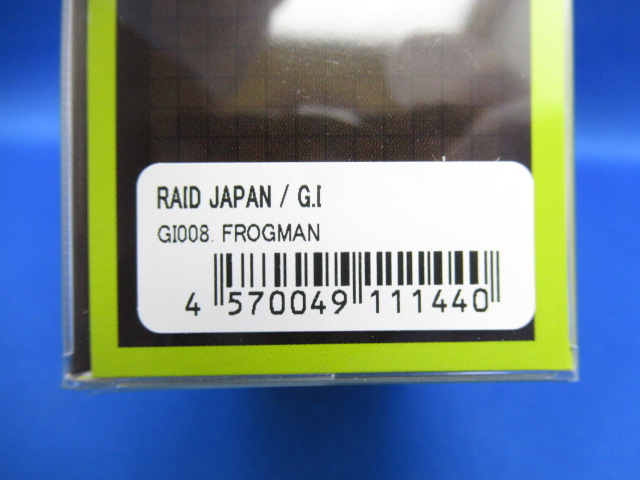 RAID JAPAN / G.I
GI008. FROGMAN
4 570049 111440